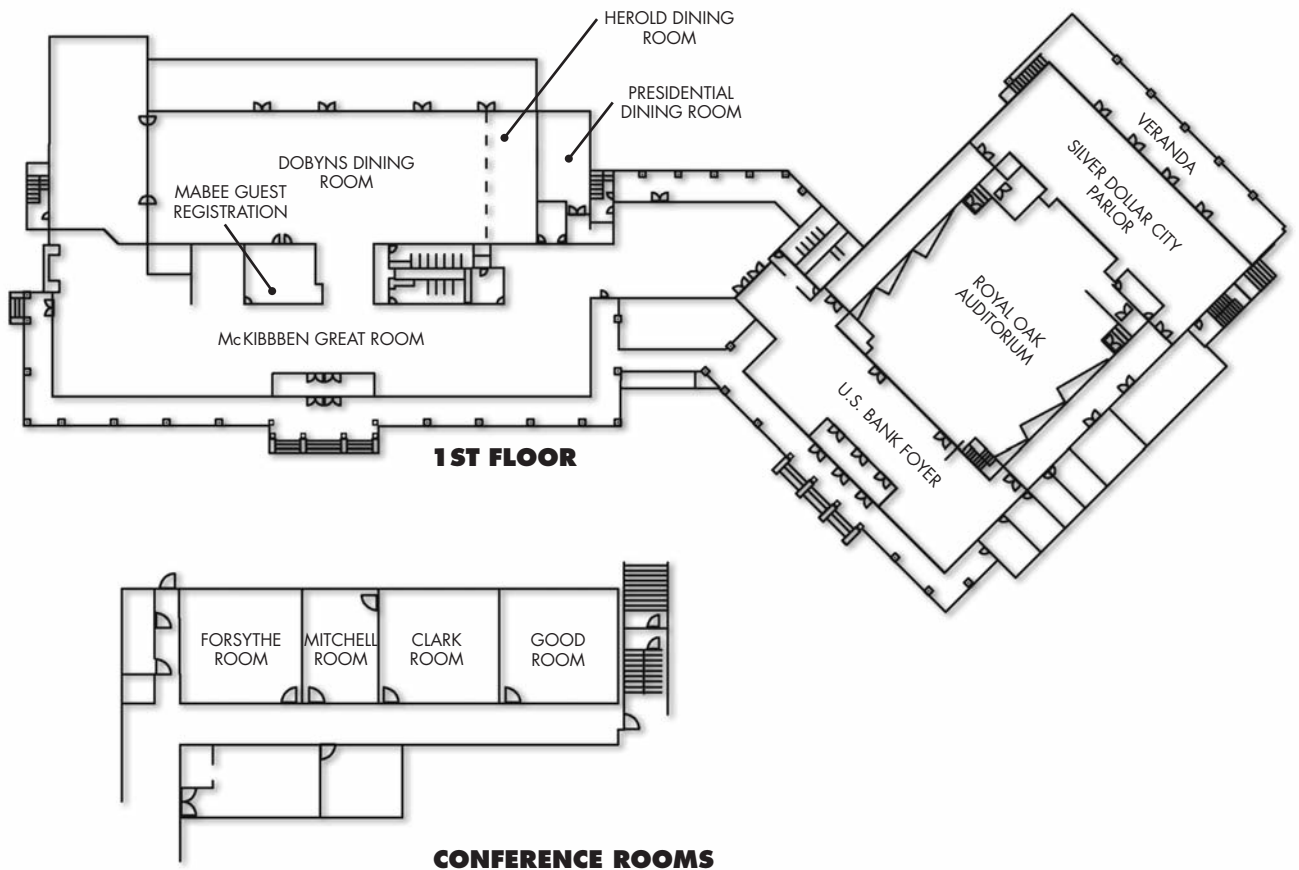 HEROLD DINING
ROOM
PRESIDENTIAL
DINING ROOM
DOBYNS DINING
ROOM
MABEE GUEST
REGISTRATION
McKIBBBEN GREAT ROOM
VERANDA
SILVER DOLLAR CITY
PARLOR
ROYAL OAK
AUDITORIUM
U.S. BANK FOYER
1ST FLOOR
FORSYTHE
ROOM
MITCHELL
ROOM
CLARK
ROOM
GOOD
ROOM
CONFERENCE ROOMS